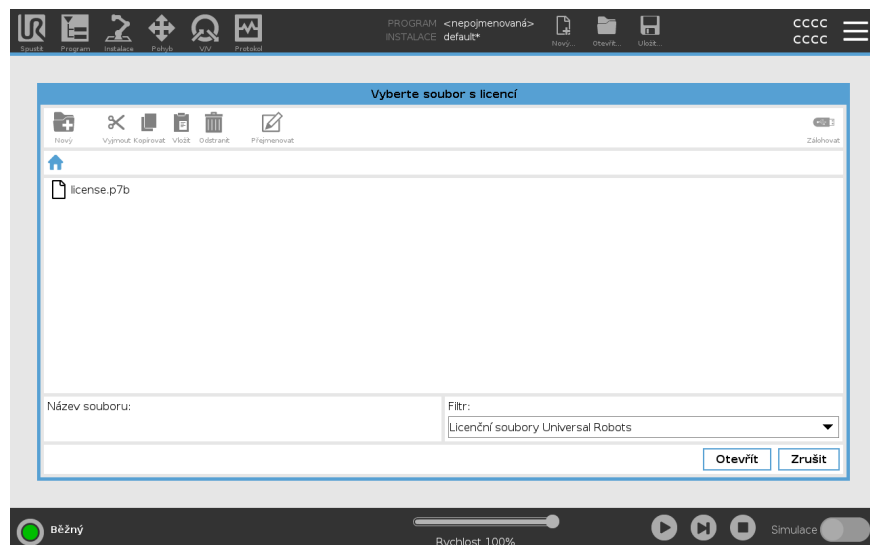 UR
Spustit
Program
Instalace
Pohyb
V/V
Protokol
PROGRAM <nepojmenovaná>
INSTALACE default*
Nový...
Otevřít...
Uložit...
CCCC
CCCC
Vyberte soubor s licencí
Nový
Vyjmout
Kopírovat
Vložit
Odstranit
Přejmenovat
Zálohovat
license.p7b
Název souboru:
Filtr:
Licenční soubory Universal Robots
Otevřít
Zrušit
Běžný
Rychlost 100%
Simulace